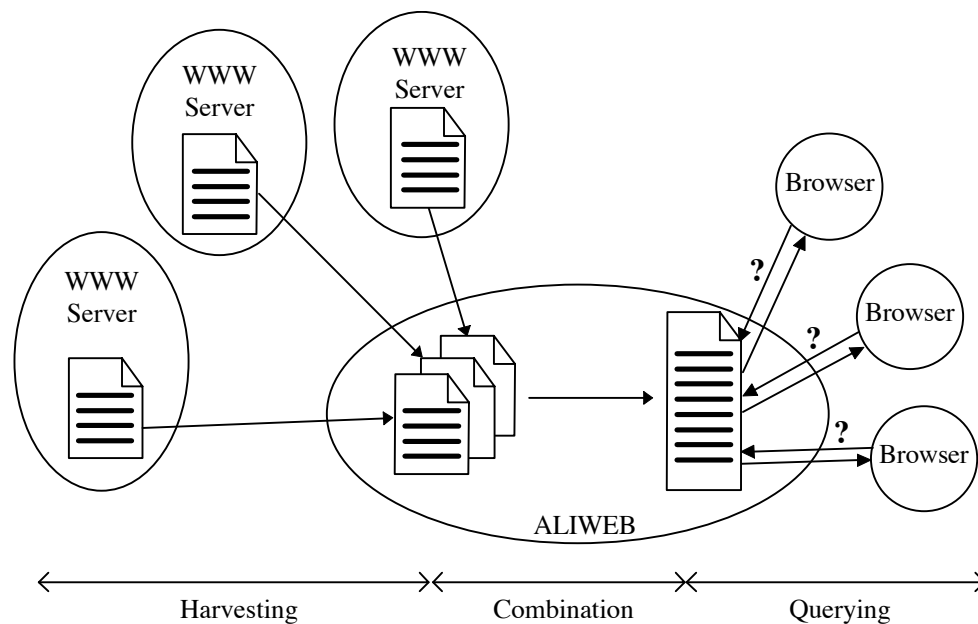 WWW
Server
WWW
Server
WWW
Server
Browser
?
Browser
?
Browser
?
ALIWEB
Harvesting
Combination
Querying